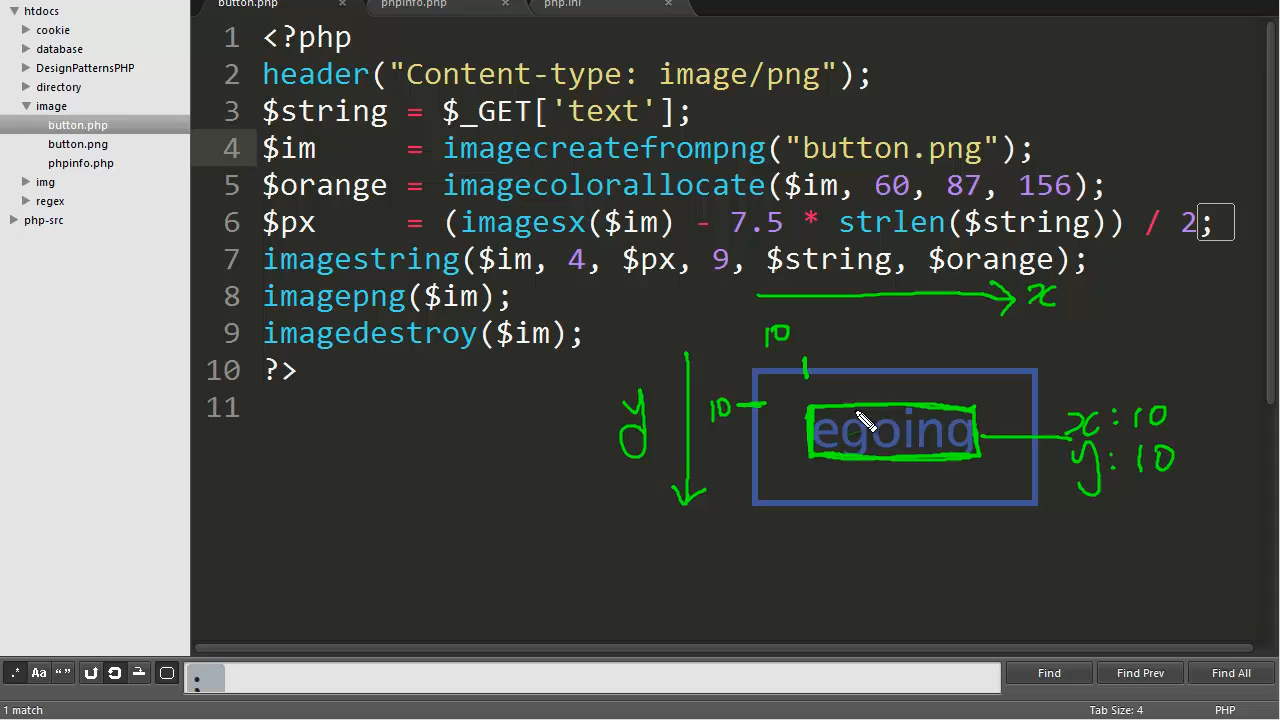 htdocs
cookie
database
DesignPatternsPHP
directory
image
button.php
button.png
phpinfo.php
img
regex
php-src
button.php × phpinfo.php × php.ini ×
1 <?php
2 header("Content-type: image/png");
3 $string = $_GET['text'];
4 $im = imagecreatefrompng("button.png");
5 $orange = imagecolorallocate($im, 60, 87, 156);
6 $px = (imagesx($im) - 7.5 * strlen($string)) / 2;
7 imagestring($im, 4, $px, 9, $string, $orange);
8 imagepng($im);
9 imagedestroy($im);
10 ?>
11
x
10
y
10
egoing
x : 10
y : 10
.* Aa “ ”
;
Find Find Prev Find All
1 match Tab Size: 4 PHP